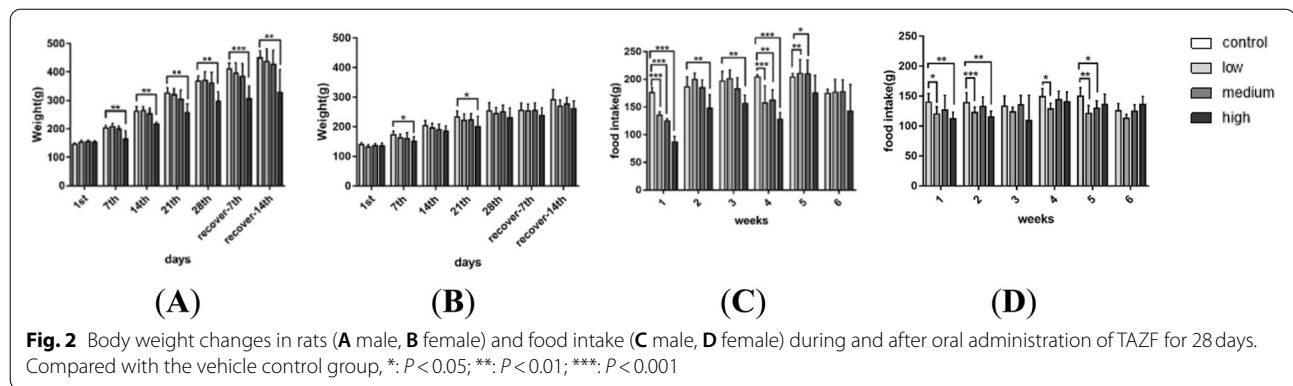 500
400
300
200
100
0
Weight(g)
** ** ** ** *** **
1st 7th 14th 21th 28th recover-7th recover-14th
days
(A)
500
400
300
200
100
0
Weight(g)
* *
1st 7th 14th 21th 28th recover-7th recover-14th
days
(B)
250
200
150
100
50
0
food intake(g)
*** *** *** ** ** *** ** *** * **
1 2 3 4 5 6
weeks
(C)
250
200
150
100
50
0
food intake(g)
** * ** *** * * **
1 2 3 4 5 6
weeks
(D)
control
low
medium
high
Fig. 2 Body weight changes in rats (A male, B female) and food intake (C male, D female) during and after oral administration of TAZF for 28 days.
Compared with the vehicle control group, *: P < 0.05; **: P < 0.01; ***: P < 0.001